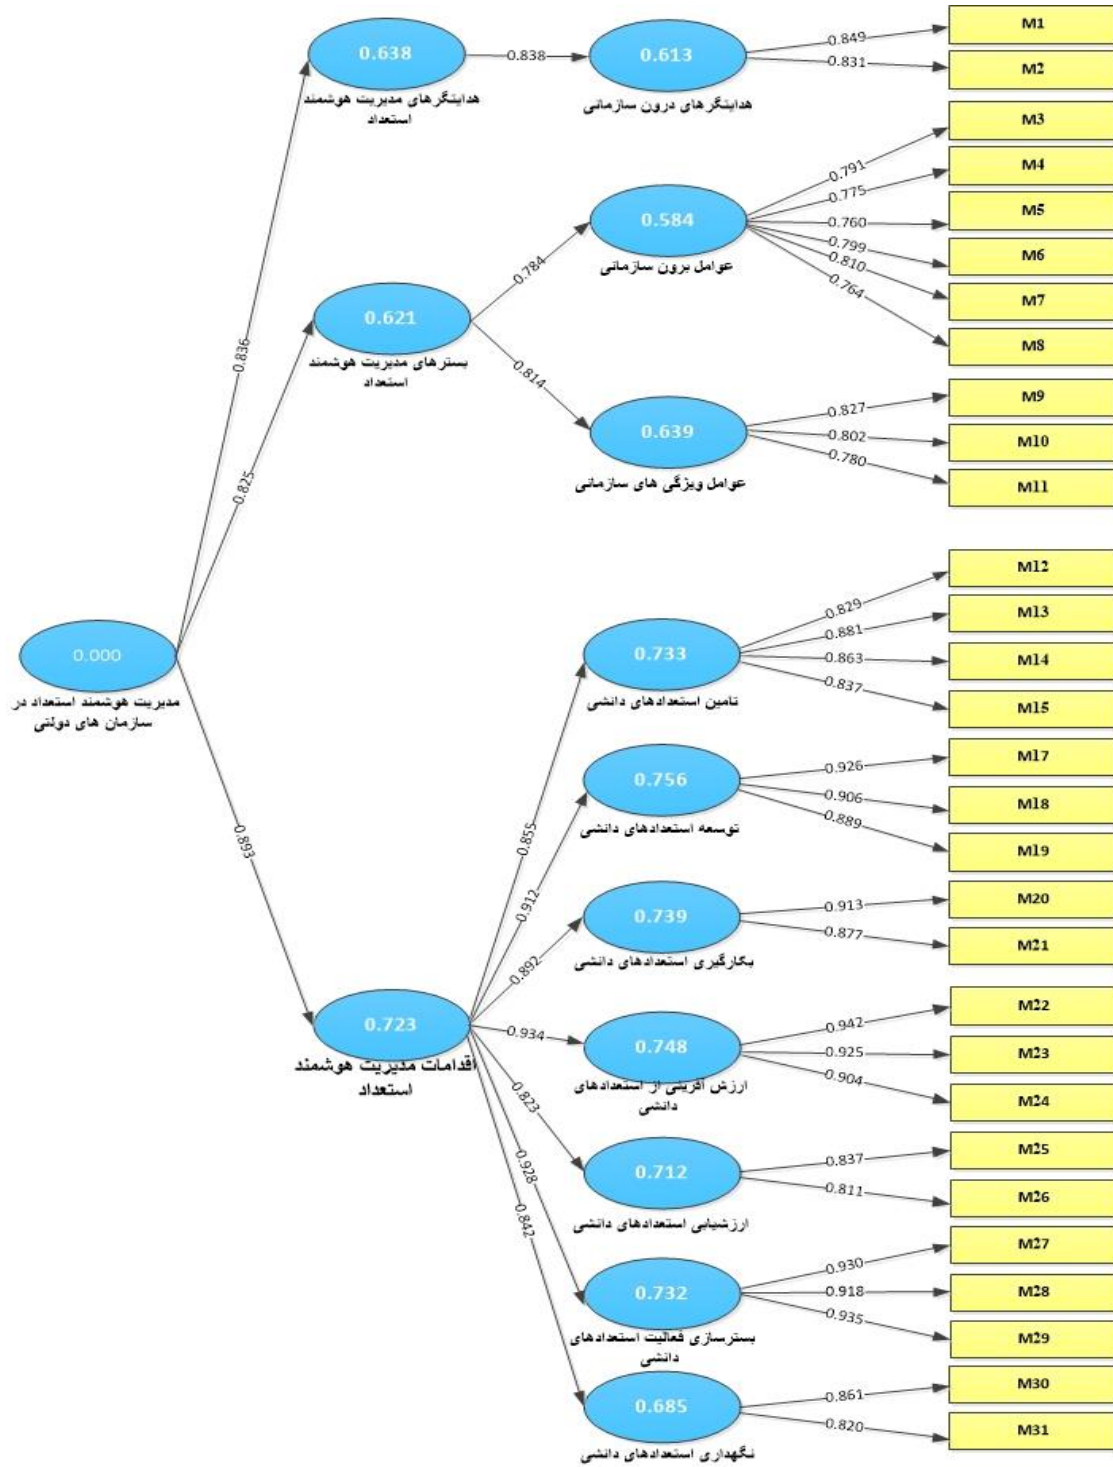 0.638
هدایتگرهای مدیریت هوشمند
استعداد
0.838
0.613
هدایتگرهای درون سازمانی
0.849
0.831
M1
M2
0.836
0.825
0.893
0.000
مدیریت هوشمند استعداد در
سازمان های دولتی
0.621
بسترهای مدیریت هوشمند
استعداد
0.784
0.814
0.584
عوامل برون سازمانی
0.791
0.775
0.760
0.799
0.810
0.764
M3
M4
M5
M6
M7
M8
0.639
عوامل ویژگی های سازمانی
0.827
0.802
0.780
M9
M10
M11
0.723
اقدامات مدیریت هوشمند
استعداد
0.855
0.912
0.892
0.934
0.823
0.928
0.842
0.733
تامین استعدادهای دانشی
0.829
0.881
0.863
0.837
M12
M13
M14
M15
0.756
توسعه استعدادهای دانشی
0.926
0.906
0.889
M17
M18
M19
0.739
بکارگیری استعدادهای دانشی
0.913
0.877
M20
M21
0.748
ارزش آفرینی از استعدادهای
دانشی
0.942
0.925
0.904
M22
M23
M24
0.712
ارزشیابی استعدادهای دانشی
0.837
0.811
M25
M26
0.732
بسترسازی فعالیت استعدادهای
دانشی
0.930
0.918
0.935
M27
M28
M29
0.685
نگهداری استعدادهای دانشی
0.861
0.820
M30
M31